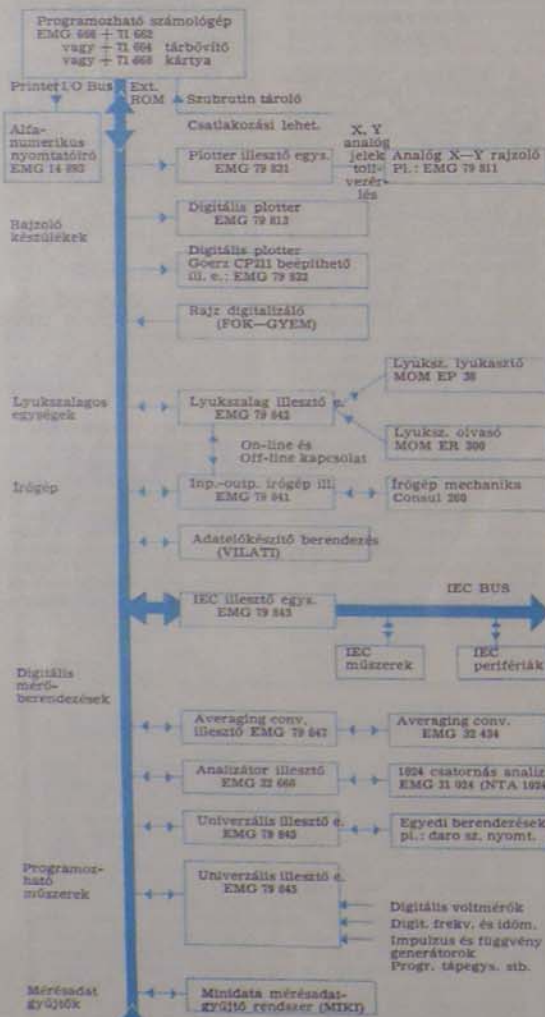 Programozható számológép
EMG 666 + 71 662
vagy + 71 664 tárbővítő
vagy + 71 668 kártya
Printer I/O Bus
Ext. ROM
Szubrutin tároló
Csatlakozási lehet.
Alfa-
numerikus
nyomtatóíró
EMG 14 893
Plotter illesztő egys.
EMG 79 831
X, Y
analóg
jelek
toll-
vezér-
lés
Analóg X—Y rajzoló
Pl.: EMG 79 811
Rajzoló
készülékek
Digitális plotter
EMG 79 813
Digitális plotter
Goerz CP211 beépíthető
ill. e.: EMG 79 822
Rajz digitalizáló
(FOK—GYEM)
Lyukszalagos
egységek
Lyukszalag illesztő e.
EMG 79 842
Lyuksz. lyukasztó
MOM EP 38
Lyuksz. olvasó
MOM ER 300
On-line és
Off-line kapcsolat
Írógép
Inp.-outp. írógép ill.
EMG 79 841
Írógép mechanika
Consul 260
Adatelőkészítő berendezés
(VILATI)
IEC illesztő egys.
EMG 79 843
IEC BUS
IEC
műszerek
IEC
perifériák
Digitális
mérő-
berendezések
Averaging conv.
illesztő EMG 79 847
Averaging conv.
EMG 32 434
Analizátor illesztő
EMG 22 666
1024 csatornás analiz
EMG 31 024 (NTA 1024
Univerzális illesztő e.
EMG 79 845
Egyedi berendezések
pl.: daro sz. nyomt.
Programoz-
ható
műszerek
Univerzális illesztő e.
EMG 79 845
Digitális voltmérők
Digit. frekv. és időm.
Impulzus és függvény
generátorok
Progr. tápegys. stb.
Mérésadat
gyűjtők
Minidata mérésadat-
gyűjtő rendszer (MIKI)